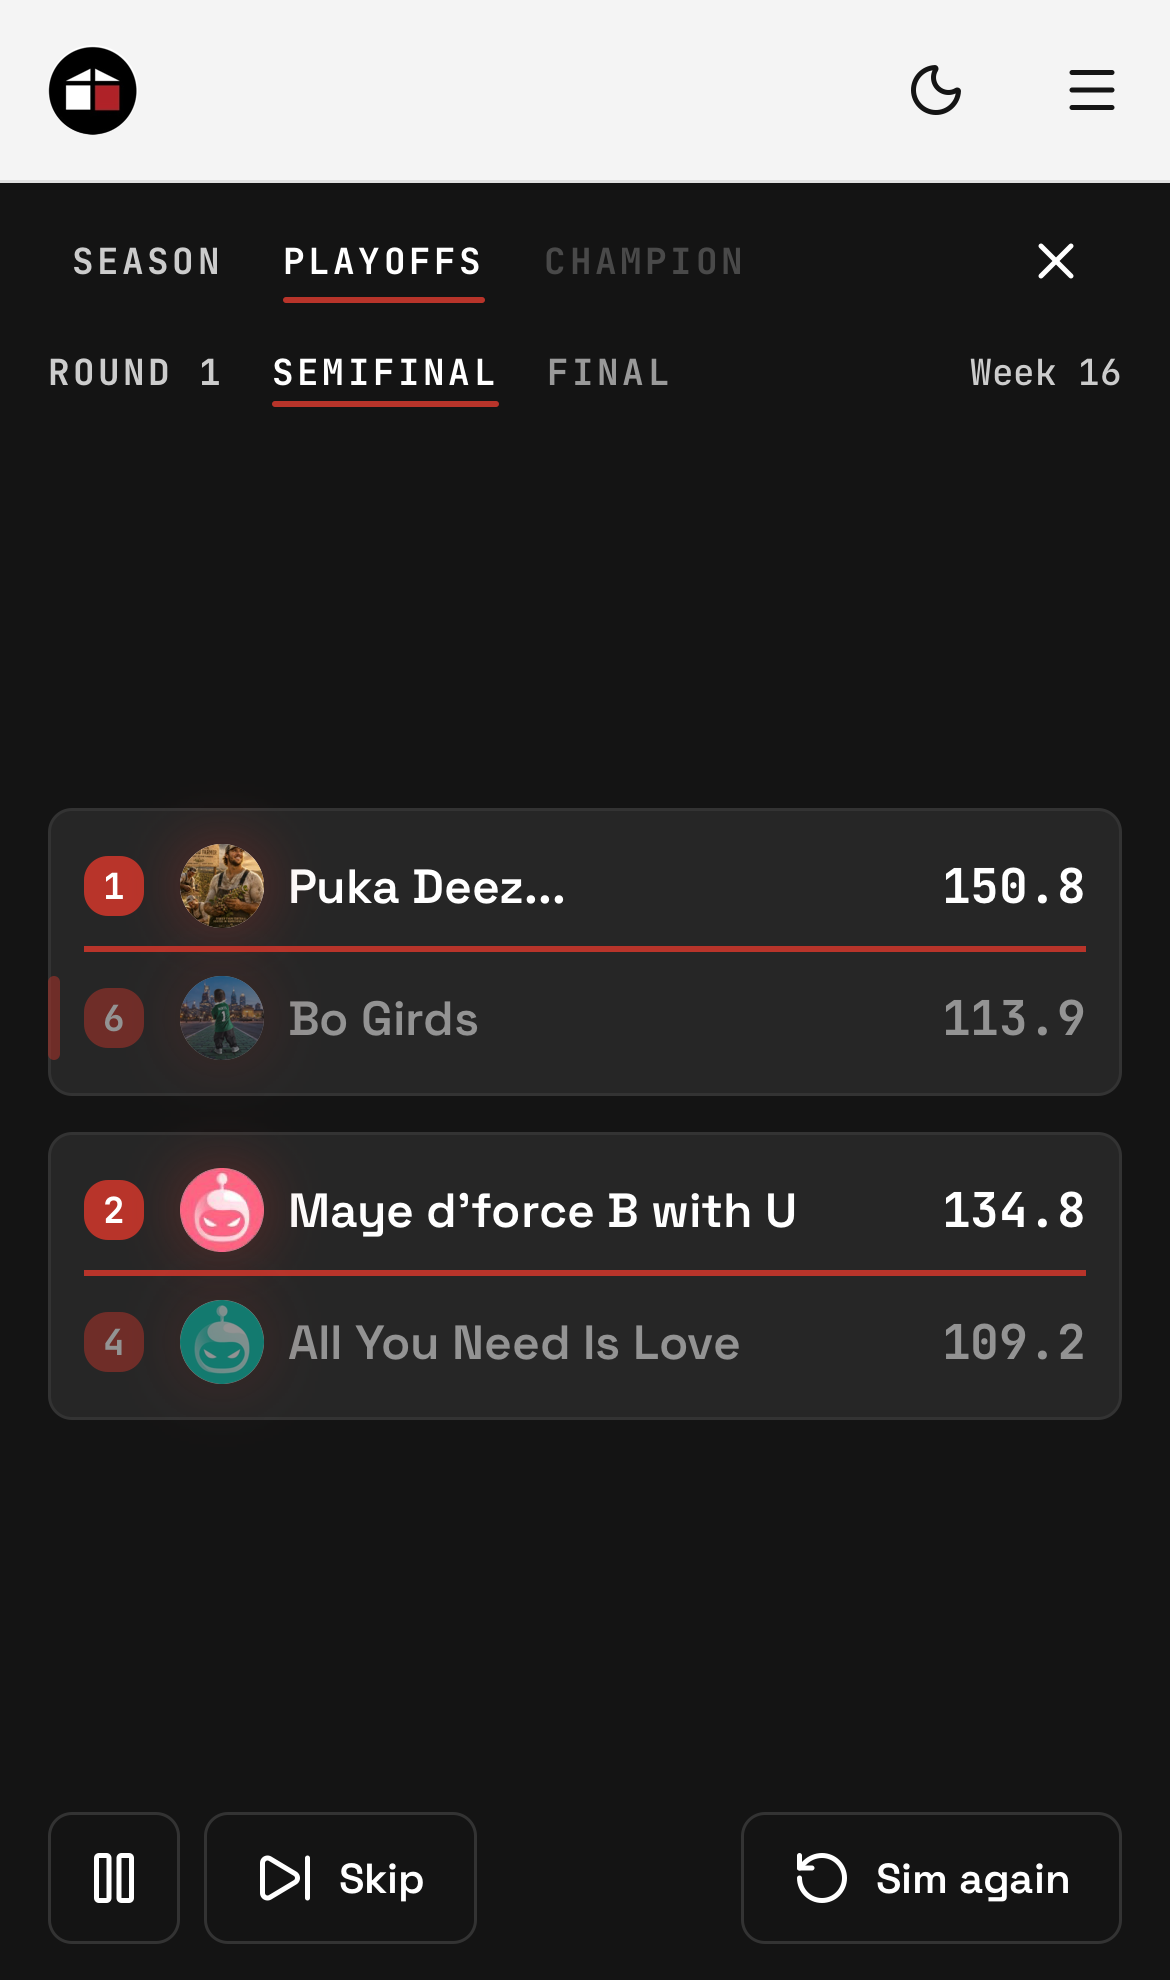 SEASON PLAYOFFS CHAMPION
ROUND 1 SEMIFINAL FINAL Week 16
1 Puka Deez... 150.8
6 Bo Girds 113.9
2 Maye d'force B with U 134.8
4 All You Need Is Love 109.2
Skip Sim again